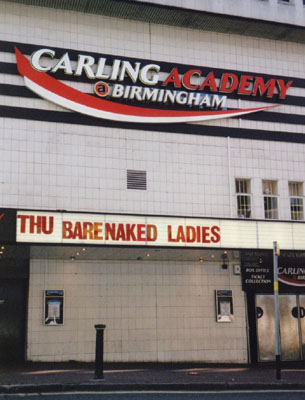 CARLING ACADEMY
@ BIRMINGHAM
THU BARENAKED LADIES
BOX OFFICE
TICKET
COLLECTION
CARLING